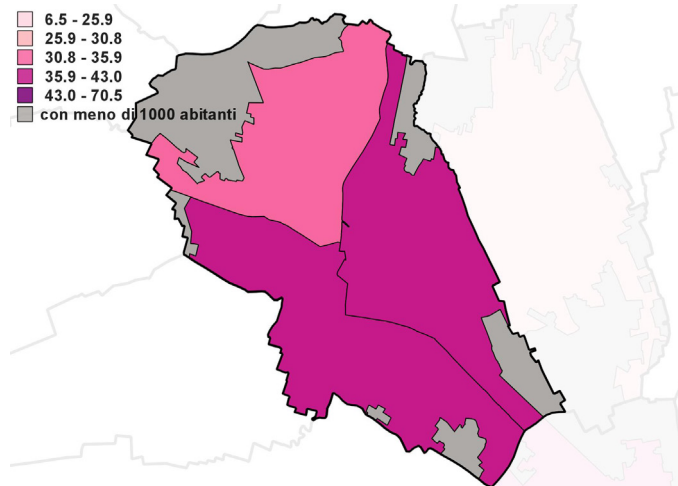 6.5 - 25.9
25.9 - 30.8
30.8 - 35.9
35.9 - 43.0
43.0 - 70.5
con meno di 1000 abitanti